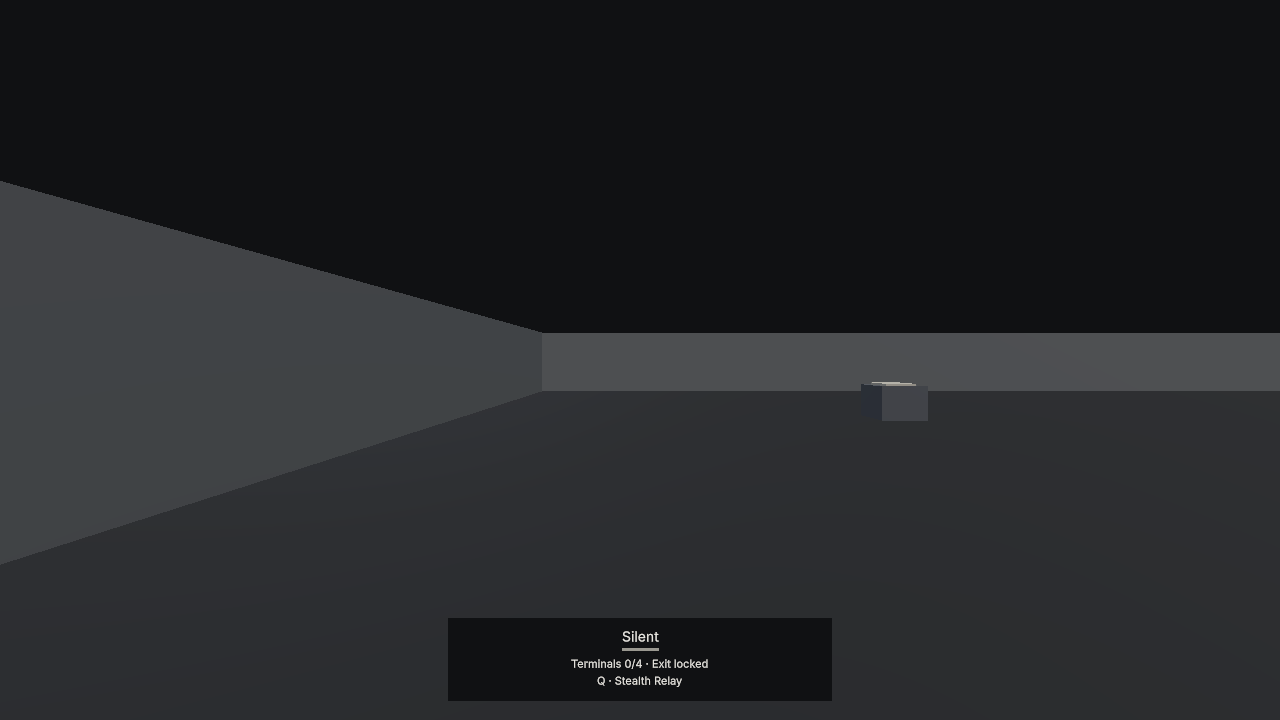 Silent
Terminals 0/4 · Exit locked
Q · Stealth Relay